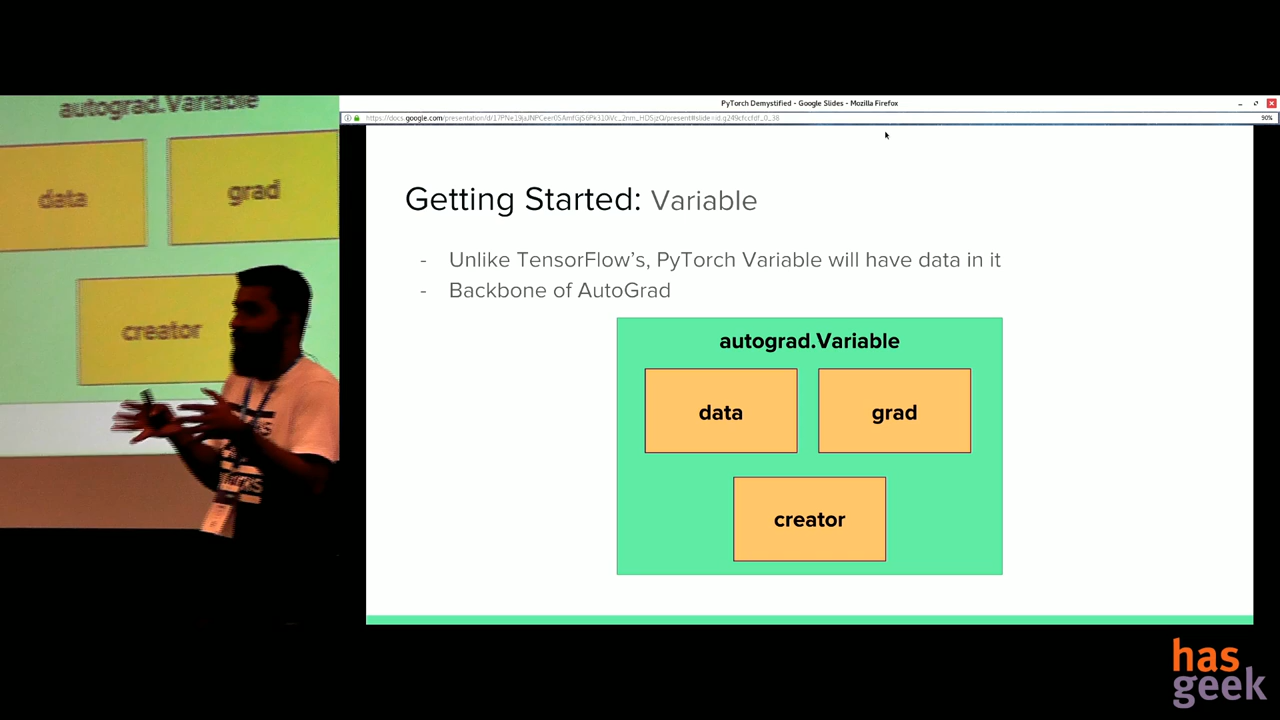 autograd.Variable
data
grad
creator
PyTorch Demystified - Google Slides - Mozilla Firefox
90%
Getting Started: Variable
- Unlike TensorFlow's, PyTorch Variable will have data in it
- Backbone of AutoGrad
autograd.Variable
data
grad
creator
has
geek